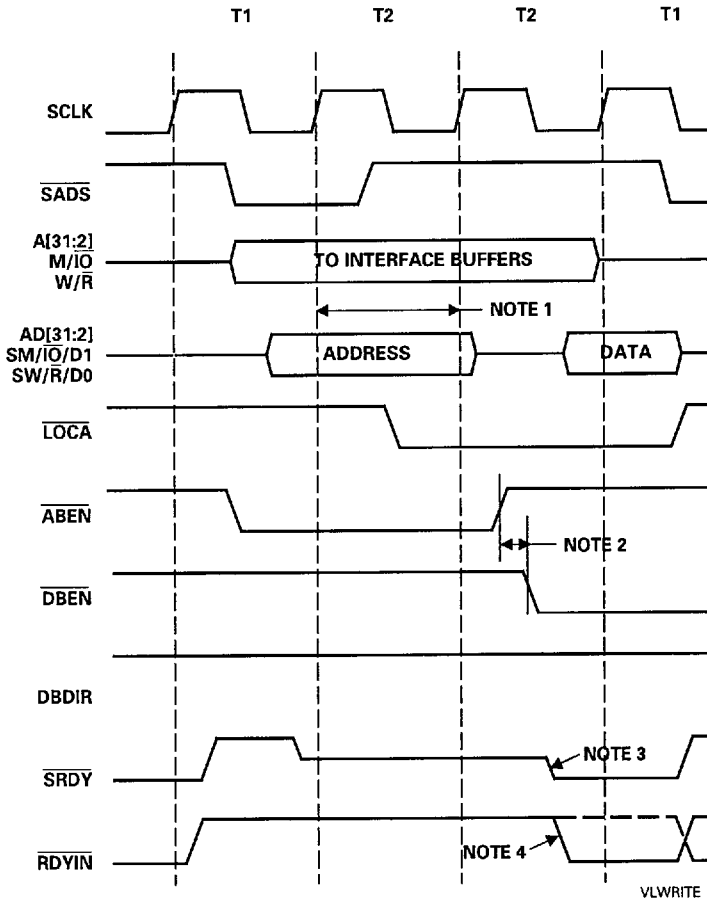 T1 T2 T2 T1
SCLK
SADS
A[31:2]
M/IO
W/R
TO INTERFACE BUFFERS
NOTE 1
AD[31:2]
SM/IO/D1
SW/R/D0
ADDRESS DATA
LOCA
ABEN
NOTE 2
DBEN
DBDIR
NOTE 3
SRDY
NOTE 4
RDYIN
VLWRITE